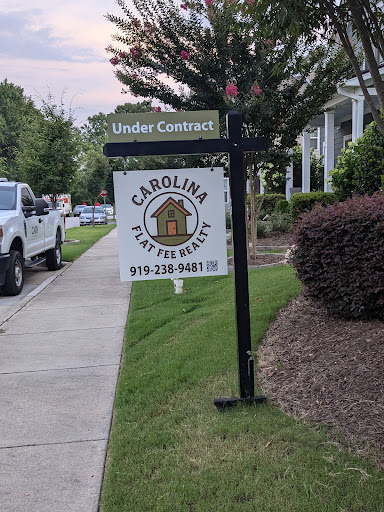 Under Contract
CAROLINA
FLAT FEE REALTY
919-238-9481